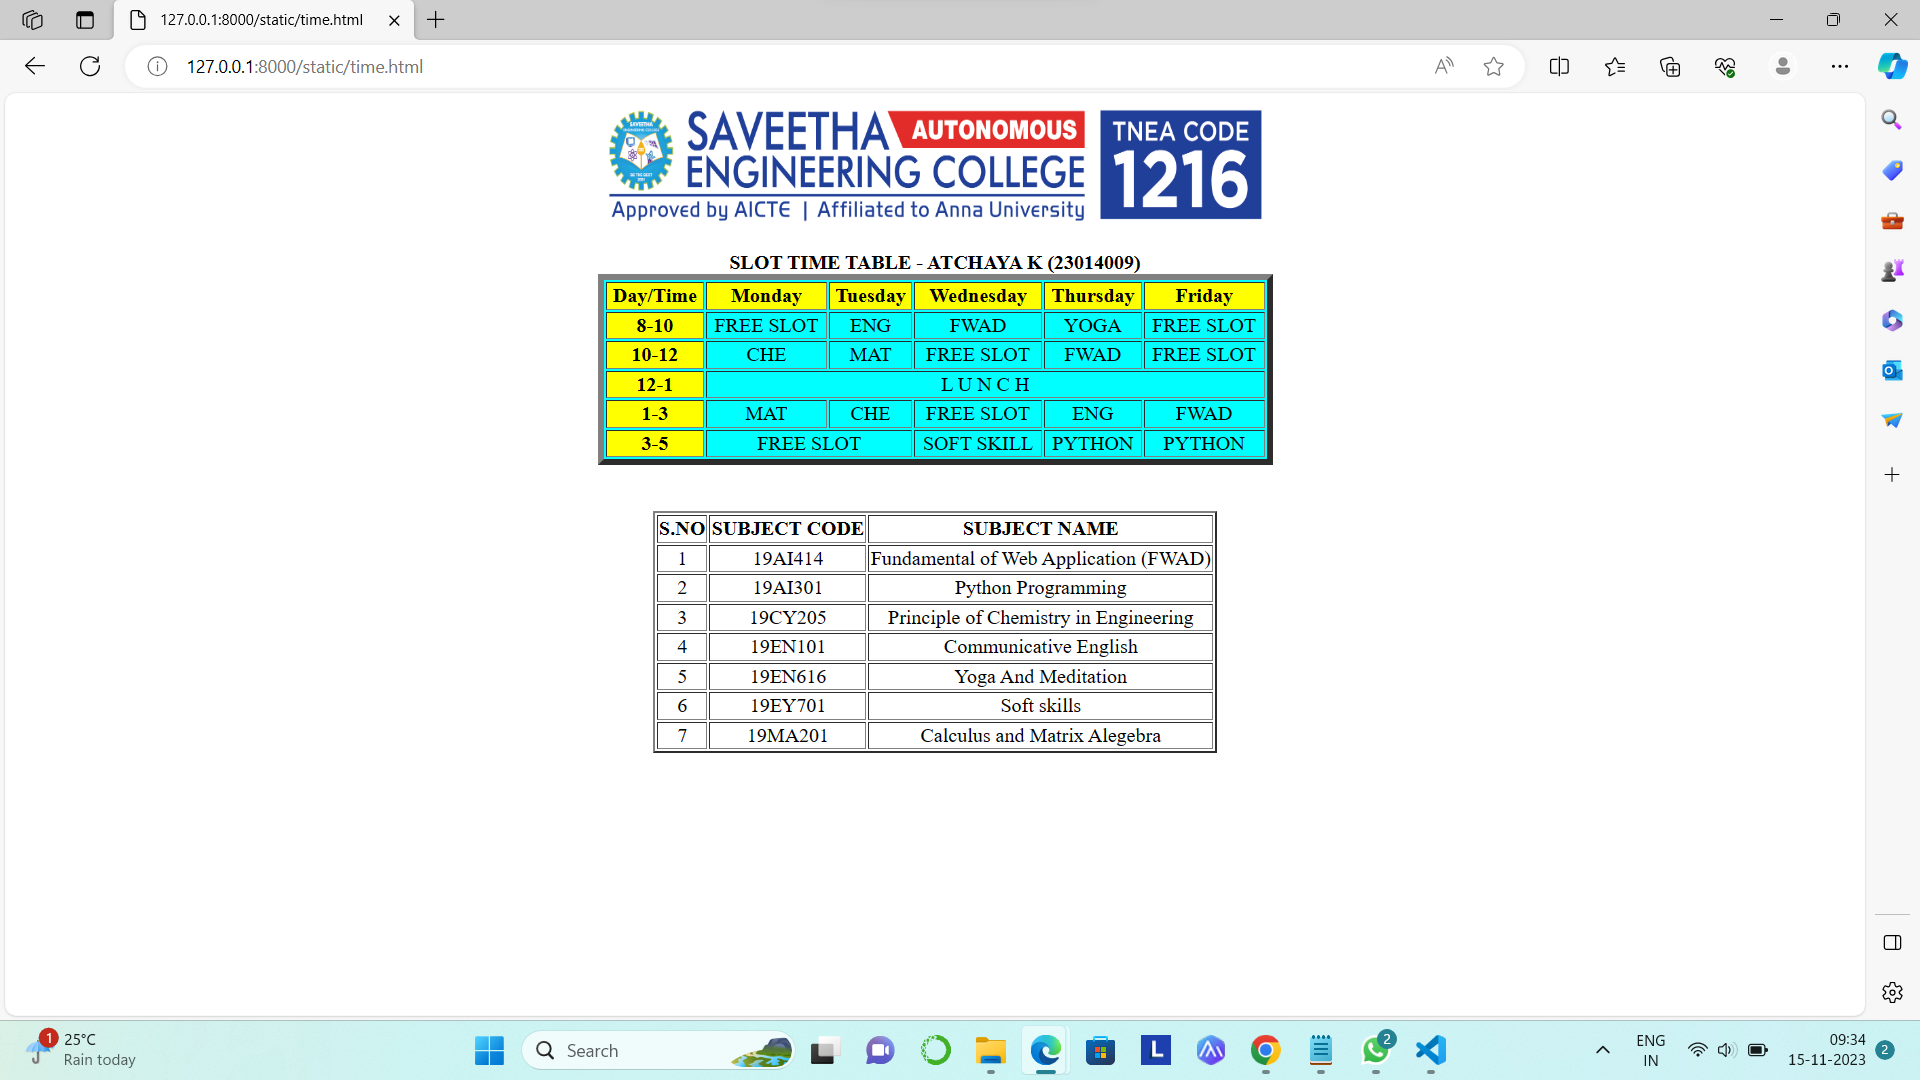 127.0.0.1:8000/static/time.html
127.0.0.1:8000/static/time.html
SAVEETHA AUTONOMOUS
ENGINEERING COLLEGE
Approved by AICTE | Affiliated to Anna University
TNEA CODE
1216
SLOT TIME TABLE - ATCHAYA K (23014009)
Day/Time Monday Tuesday Wednesday Thursday Friday
8-10 FREE SLOT ENG FWAD YOGA FREE SLOT
10-12 CHE MAT FREE SLOT FWAD FREE SLOT
12-1 L U N C H
1-3 MAT CHE FREE SLOT ENG FWAD
3-5 FREE SLOT SOFT SKILL PYTHON PYTHON
S.NO SUBJECT CODE SUBJECT NAME
1 19AI414 Fundamental of Web Application (FWAD)
2 19AI301 Python Programming
3 19CY205 Principle of Chemistry in Engineering
4 19EN101 Communicative English
5 19EN616 Yoga And Meditation
6 19EY701 Soft skills
7 19MA201 Calculus and Matrix Alegebra
1 25°C
Rain today
Search
L
2
ENG
IN
09:34
15-11-2023
2